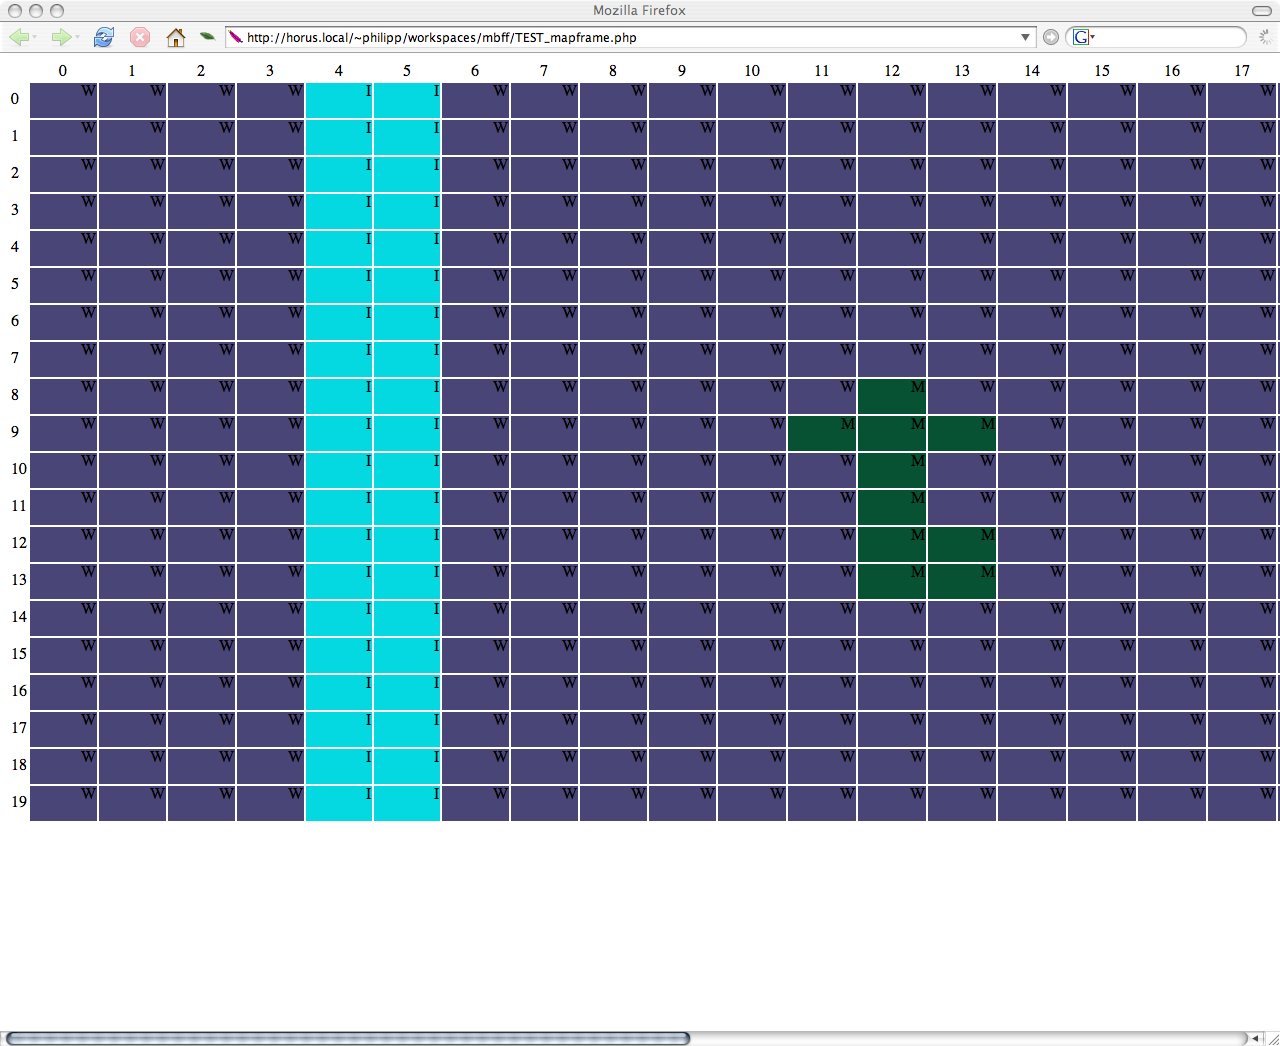 Mozilla Firefox
http://horus.local/~philipp/workspaces/mbff/TEST_mapframe.php G
0 1 2 3 4 5 6 7 8 9 10 11 12 13 14 15 16 17
0 W W W W I I W W W W W W W W W W W W
1 W W W W I I W W W W W W W W W W W W
2 W W W W I I W W W W W W W W W W W W
3 W W W W I I W W W W W W W W W W W W
4 W W W W I I W W W W W W W W W W W W
5 W W W W I I W W W W W W W W W W W W
6 W W W W I I W W W W W W W W W W W W
7 W W W W I I W W W W W W W W W W W W
8 W W W W I I W W W W W W M W W W W W
9 W W W W I I W W W W W M M M W W W W
10 W W W W I I W W W W W W M W W W W W
11 W W W W I I W W W W W W M W W W W W
12 W W W W I I W W W W W W M M W W W W
13 W W W W I I W W W W W W M M W W W W
14 W W W W I I W W W W W W W W W W W W
15 W W W W I I W W W W W W W W W W W W
16 W W W W I I W W W W W W W W W W W W
17 W W W W I I W W W W W W W W W W W W
18 W W W W I I W W W W W W W W W W W W
19 W W W W I I W W W W W W W W W W W W